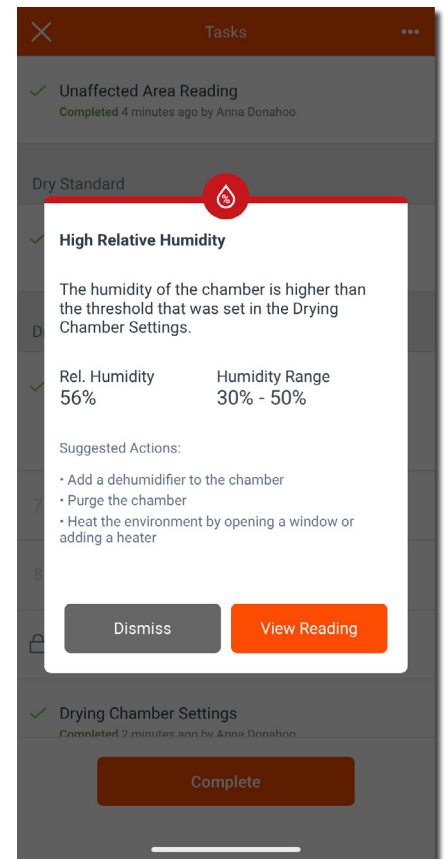 Tasks
Unaffected Area Reading
Completed 4 minutes ago by Anna Donahoo
Dry Standard
%
High Relative Humidity
The humidity of the chamber is higher than
the threshold that was set in the Drying
Chamber Settings.
Rel. Humidity Humidity Range
56% 30% - 50%
Suggested Actions:
• Add a dehumidifier to the chamber
• Purge the chamber
• Heat the environment by opening a window or
adding a heater
7
8
Dismiss View Reading
Drying Chamber Settings
Completed 2 minutes ago by Anna Donahoo
Complete